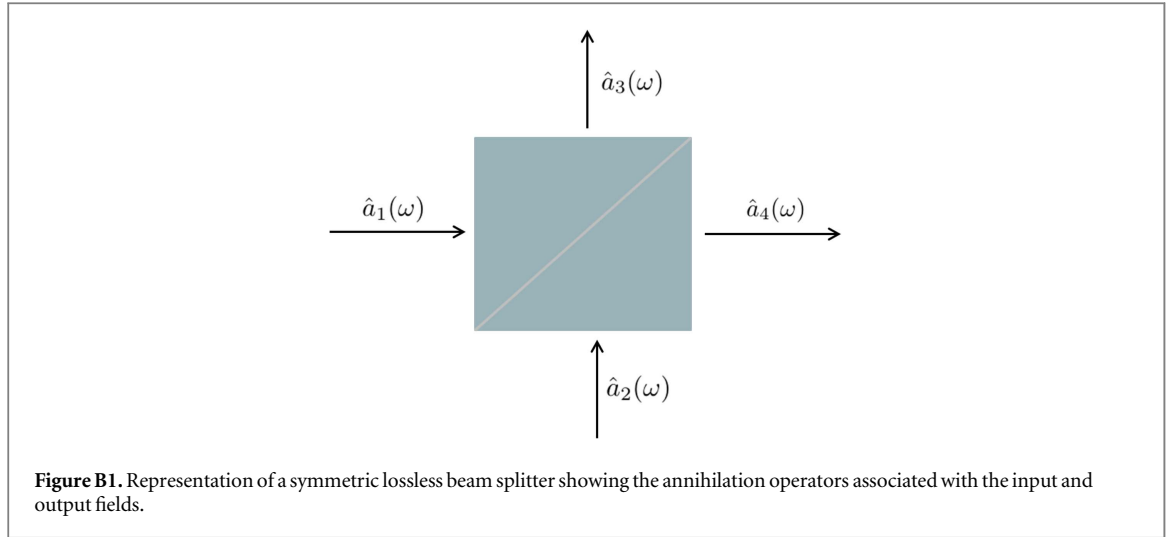 â₃(ω)
â₁(ω)
â₄(ω)
â₂(ω)
Figure B1. Representation of a symmetric lossless beam splitter showing the annihilation operators associated with the input and
output fields.